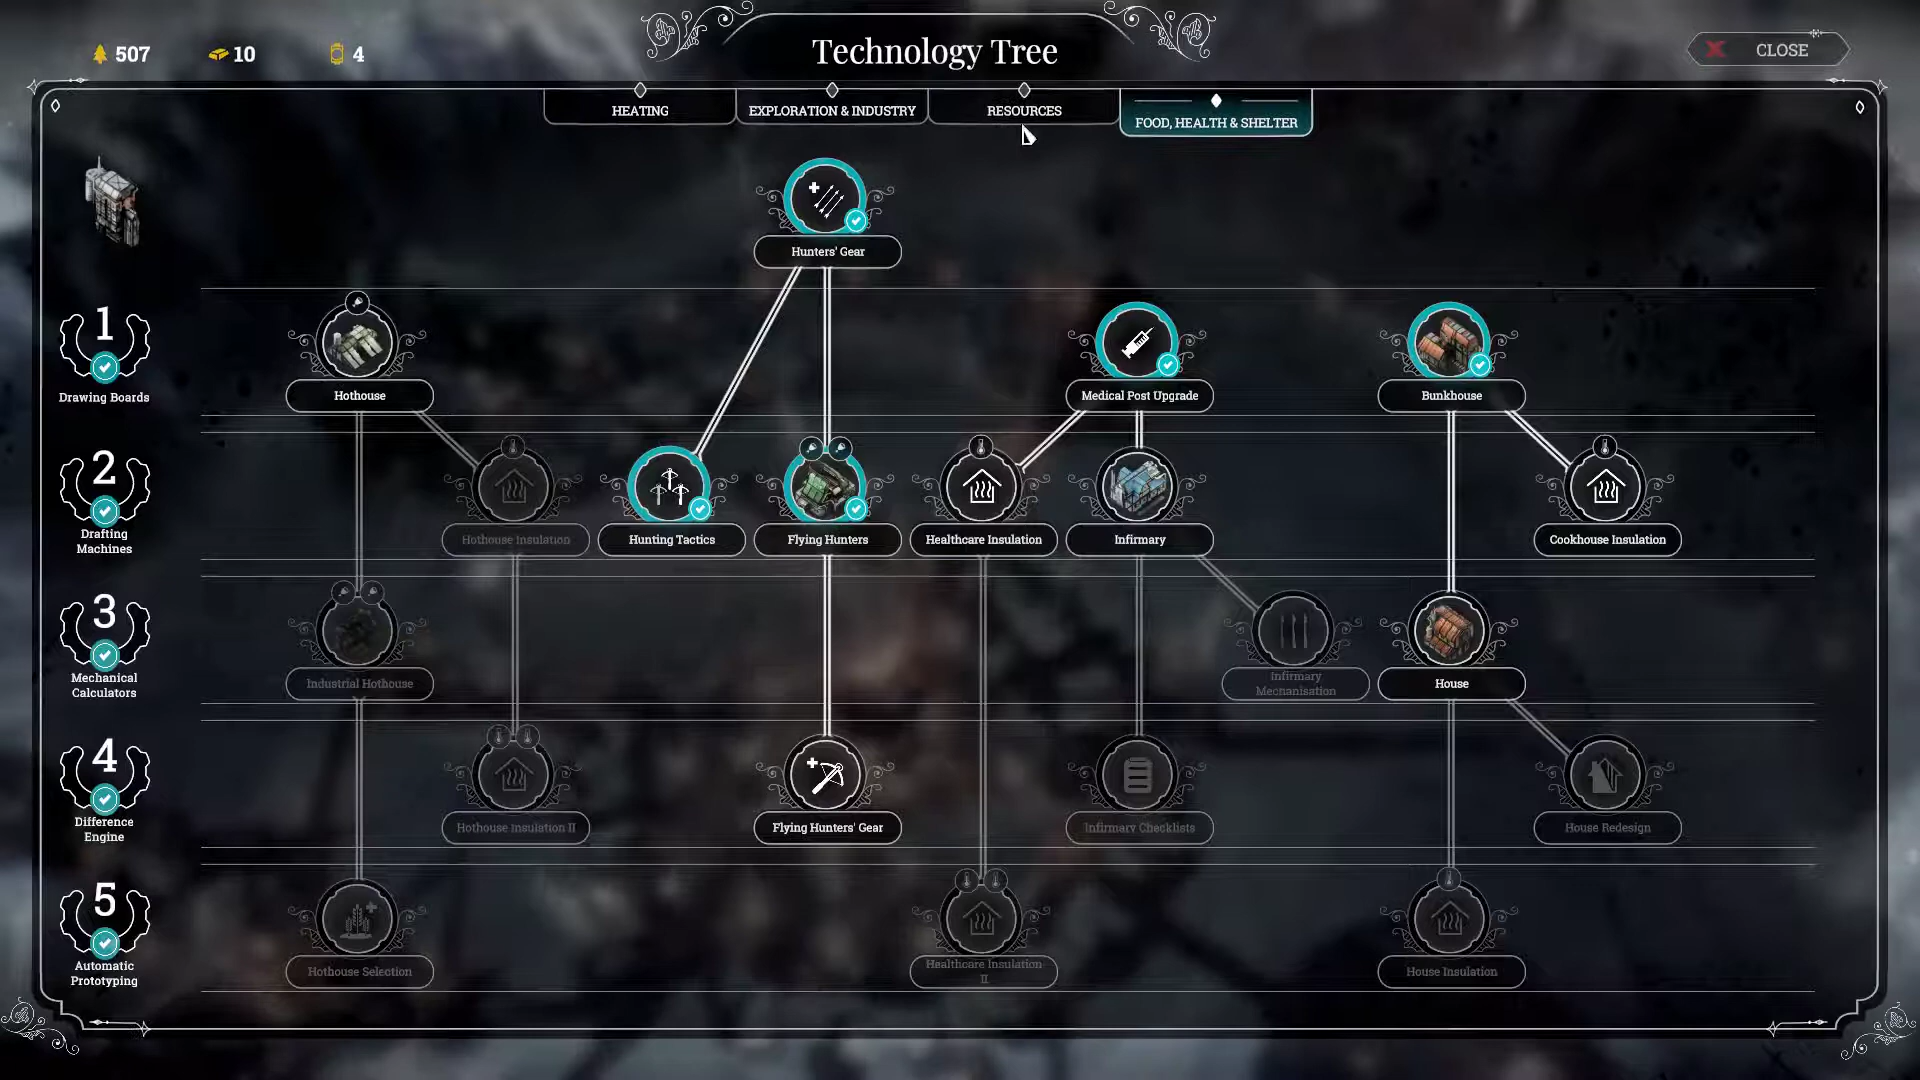 507
10
4
Technology Tree
CLOSE
HEATING
EXPLORATION & INDUSTRY
RESOURCES
FOOD, HEALTH & SHELTER
Hunters' Gear
1
Drawing Boards
Hothouse
Medical Post Upgrade
Bunkhouse
2
Drafting
Machines
Hothouse Insulation
Hunting Tactics
Flying Hunters
Healthcare Insulation
Infirmary
Cookhouse Insulation
3
Mechanical
Calculators
Industrial Hothouse
Infirmary
Mechanisation
House
4
Difference
Engine
Hothouse Insulation II
Flying Hunters' Gear
Infirmary Checklists
House Redesign
5
Automatic
Prototyping
Hothouse Selection
Healthcare Insulation
II
House Insulation